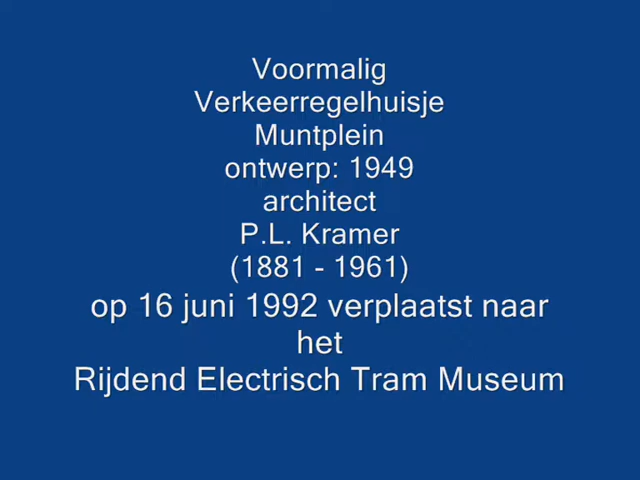 Voormalig
Verkeerregelhuisje
Muntplein
ontwerp: 1949
architect
P.L. Kramer
(1881 - 1961)
op 16 juni 1992 verplaatst naar
het
Rijdend Electrisch Tram Museum